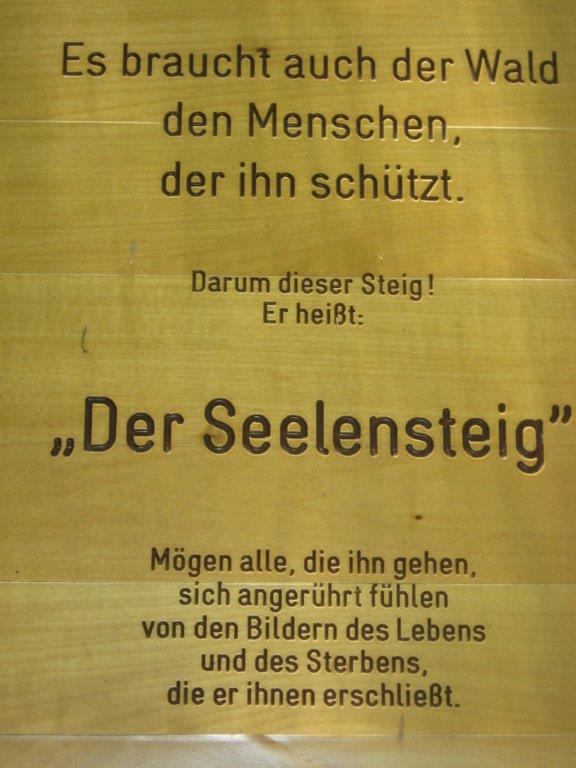 Es braucht auch der Wald
den Menschen,
der ihn schützt.
Darum dieser Steig!
Er heißt:
„Der Seelensteig”
Mögen alle, die ihn gehen,
sich angerührt fühlen
von den Bildern des Lebens
und des Sterbens,
die er ihnen erschließt.